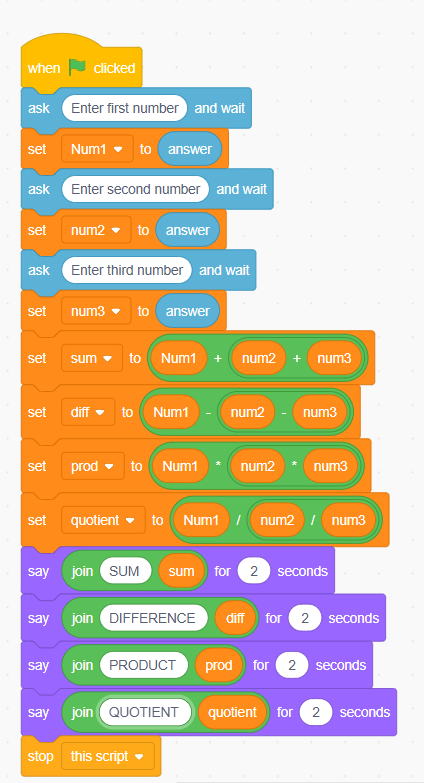 when clicked
ask Enter first number and wait
set Num1 to answer
ask Enter second number and wait
set num2 to answer
ask Enter third number and wait
set num3 to answer
set sum to Num1 + num2 + num3
set diff to Num1 - num2 - num3
set prod to Num1 * num2 * num3
set quotient to Num1 / num2 / num3
say join SUM sum for 2 seconds
say join DIFFERENCE diff for 2 seconds
say join PRODUCT prod for 2 seconds
say join QUOTIENT quotient for 2 seconds
stop this script